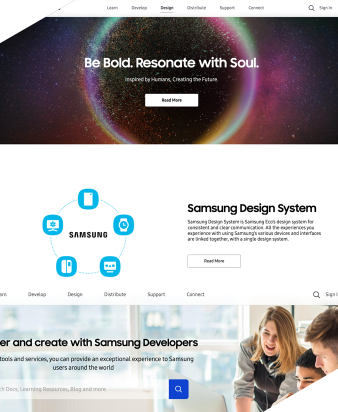 Learn Develop Design Distribute Support Connect Sign In
Be Bold. Resonate with Soul.
Inspired by Humans, Creating the Future.
Read More
SAMSUNG
Samsung Design System
Samsung Design System is Samsung Eco's design system for
consistent and clear communication. All the experiences you
experience with using Samsung's various devices and interfaces
are linked together, with a single design system.
Read More
Develop Design Distribute Support Connect Sign
er and create with Samsung Developers
tools and services, you can provide an exceptional experience to Samsung
users around the world
Docs, Learning Resources, Blog and more